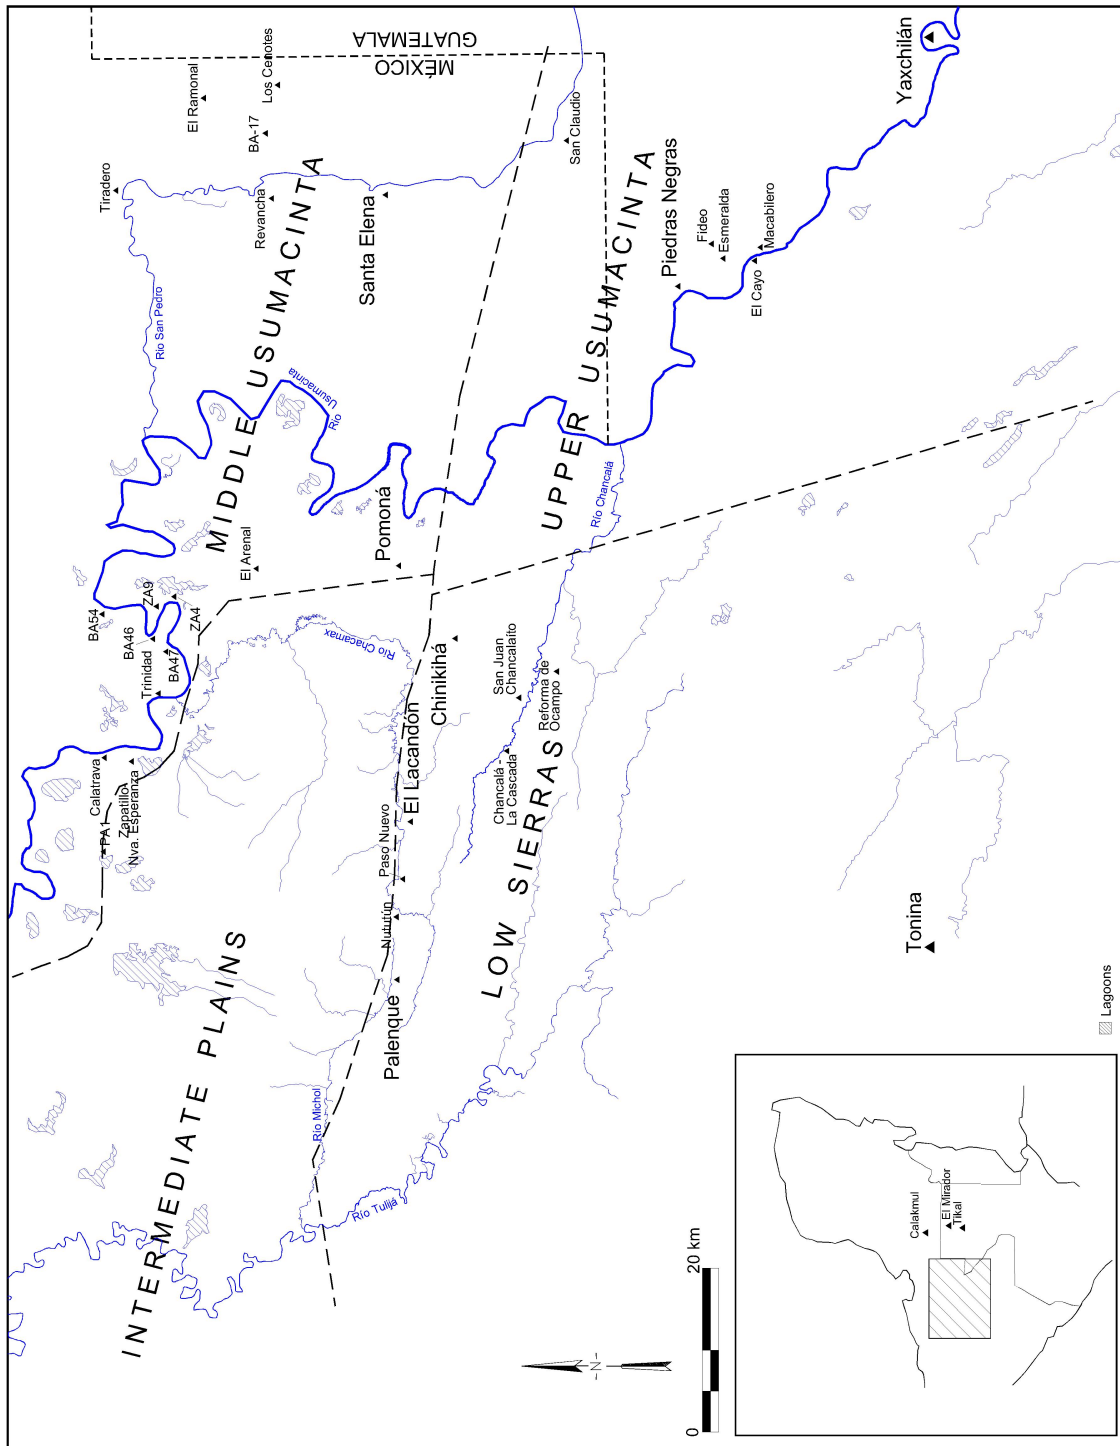 INTERMEDIATE PLAINS
MIDDLE USUMACINTA
UPPER USUMACINTA
LOW SIERRAS
GUATEMALA
MÉXICO
El Ramonal
Los Cenotes
BA-17
Tiradero
Revancha
Santa Elena
San Claudio
Río San Pedro
Río
Usumacinta
El Arenal
Pomoná
BA54
ZA9
ZA4
BA46
BA47
Trinidad
Calatrava
PA1
Zapatillo
Nva. Esperanza
Río Chacamax
Chinikihá
El Lacandón
Paso Nuevo
Nututún
Palenque
Río Michol
Río Tulijá
San Juan
Chancalaíto
Reforma de
Ocampo
Chancalá -
La Cascada
Río Chancalá
Piedras Negras
Fideo
Esmeralda
El Cayo
Macabilero
Yaxchilán
Tonina
Lagoons
0
20 km
N
Calakmul
El Mirador
Tikal